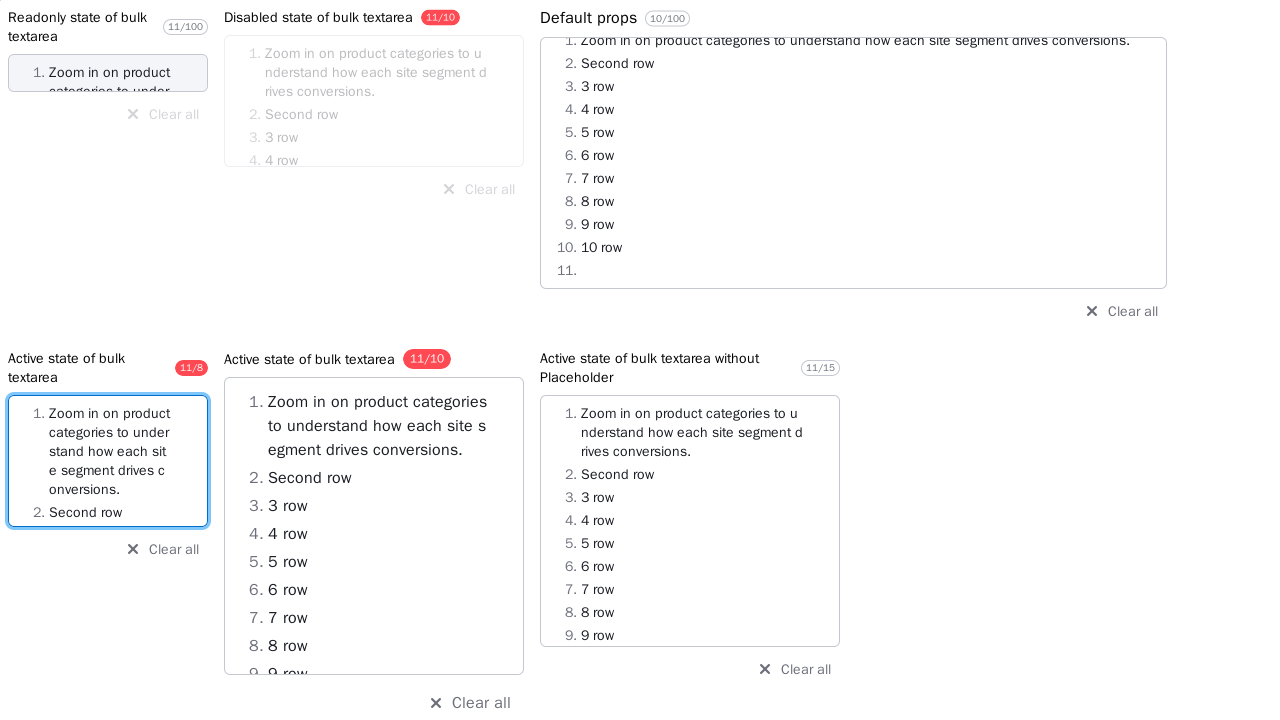 Readonly state of bulk
textarea
11/100
1. Zoom in on product
categories to under
Clear all
Disabled state of bulk textarea 11/10
1. Zoom in on product categories to u
nderstand how each site segment d
rives conversions.
2. Second row
3. 3 row
4. 4 row
Clear all
Default props 10/100
1. Zoom in on product categories to understand how each site segment drives conversions.
2. Second row
3. 3 row
4. 4 row
5. 5 row
6. 6 row
7. 7 row
8. 8 row
9. 9 row
10. 10 row
11.
Clear all
Active state of bulk
textarea
11/8
1. Zoom in on product
categories to under
stand how each sit
e segment drives c
onversions.
2. Second row
Clear all
Active state of bulk textarea 11/10
1. Zoom in on product categories
to understand how each site s
egment drives conversions.
2. Second row
3. 3 row
4. 4 row
5. 5 row
6. 6 row
7. 7 row
8. 8 row
9. 9 row
Clear all
Active state of bulk textarea without
Placeholder
11/15
1. Zoom in on product categories to u
nderstand how each site segment d
rives conversions.
2. Second row
3. 3 row
4. 4 row
5. 5 row
6. 6 row
7. 7 row
8. 8 row
9. 9 row
Clear all